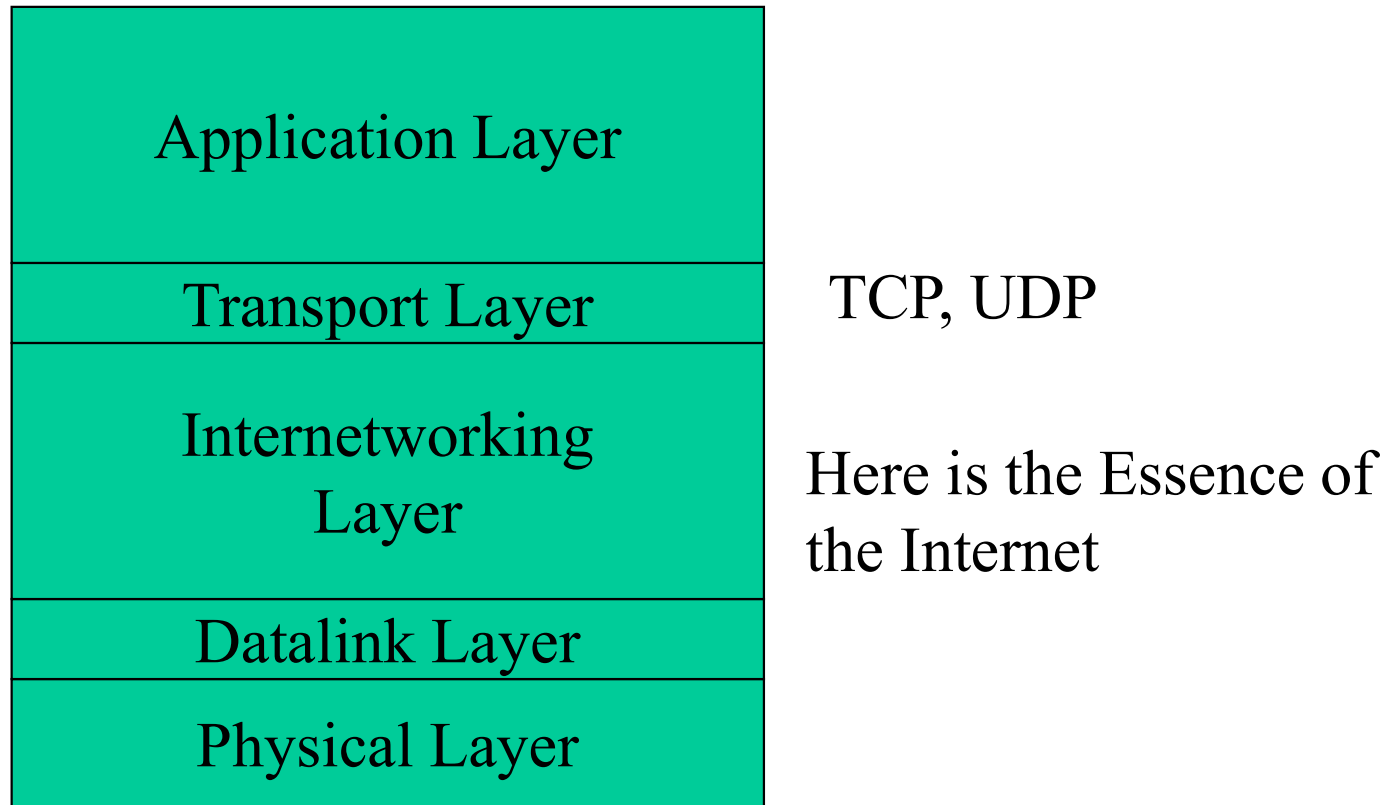 Application Layer
Transport Layer
TCP, UDP
Internetworking
Layer
Here is the Essence of
the Internet
Datalink Layer
Physical Layer